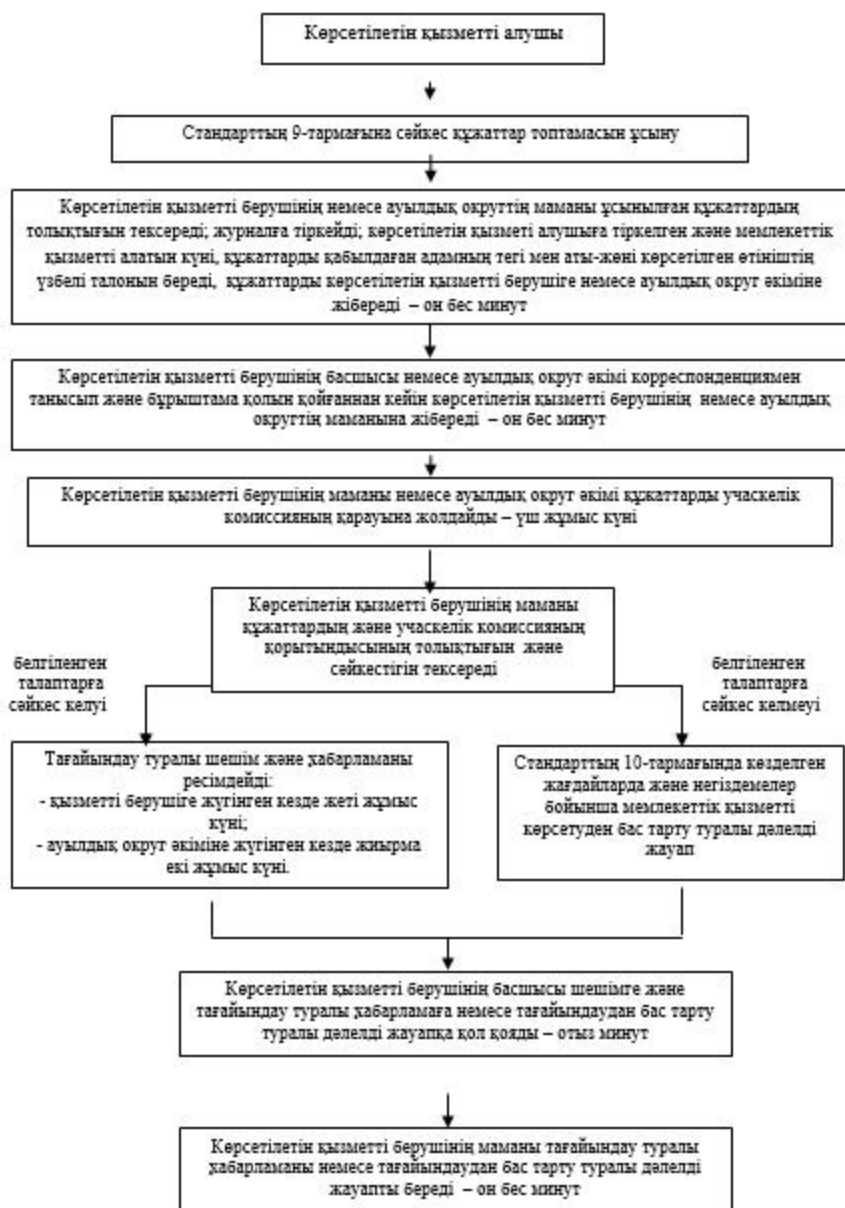 Көрсетілетін қызметті алушы
Стандарттың 9-тармағына сәйкес құжаттар топтамасын ұсыну
Көрсетілетін қызметті берушінің немесе ауылдық округтің маманы ұсынылған құжаттардың
толықтығын тексереді; журналға тіркейді; көрсетілетін қызметі алушыға тіркелген және мемлекеттік
қызметті алатын күні, құжаттарды қабылдаған адамның тегі мен аты-жөні көрсетілген өтініштің
үзбелі талонын береді, құжаттарды көрсетілетін қызметті берушіге немесе ауылдық округ әкіміне
жібереді – он бес минут
Көрсетілетін қызметті берушінің басшысы немесе ауылдық округ әкімі корреспонденциямен
танысып және бұрыштама қолын қойғаннан кейін көрсетілетін қызметті берушінің немесе ауылдық
округтің маманына жібереді – он бес минут
Көрсетілетін қызметті берушінің маманы немесе ауылдық округ әкімі құжаттарды учаскелік
комиссияның қарауына жолдайды – үш жұмыс күні
Көрсетілетін қызметті берушінің маманы
құжаттардың және учаскелік комиссияның
қорытындысының толықтығын және
сәйкестігін тексереді
белгіленген
талаптарға
сәйкес келуі
белгіленген
талаптарға
сәйкес келмеуі
Тағайындау туралы шешім және хабарламаны
ресімдейді:
- қызметті берушіге жүгінген кезде жеті жұмыс
күні;
- ауылдық округ әкіміне жүгінген кезде жиырма
екі жұмыс күні.
Стандарттың 10-тармағында көзделген
жағдайларда және негіздемелер
бойынша мемлекеттік қызметті
көрсетуден бас тарту туралы дәлелді
жауап
Көрсетілетін қызметті берушінің басшысы шешімге және
тағайындау туралы хабарламаға немесе тағайындаудан бас тарту
туралы дәлелді жауапқа қол қояды – отыз минут
Көрсетілетін қызметті берушінің маманы тағайындау туралы
хабарламаны немесе тағайындаудан бас тарту туралы дәлелді
жауапты береді – он бес минут